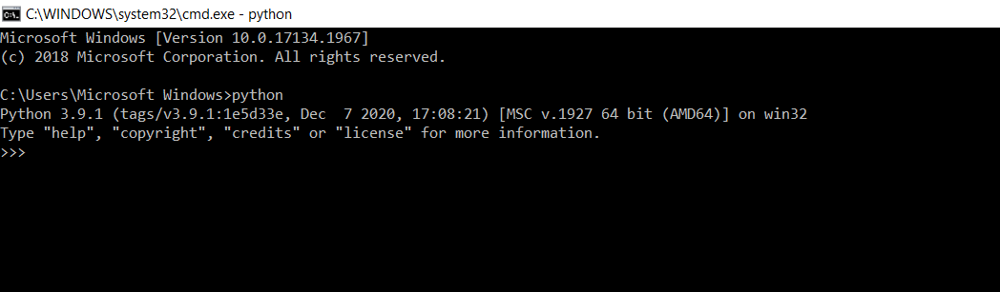 C:\WINDOWS\system32\cmd.exe - python
Microsoft Windows [Version 10.0.17134.1967]
(c) 2018 Microsoft Corporation. All rights reserved.
C:\Users\Microsoft Windows>python
Python 3.9.1 (tags/v3.9.1:1e5d33e, Dec  7 2020, 17:08:21) [MSC v.1927 64 bit (AMD64)] on win32
Type "help", "copyright", "credits" or "license" for more information.
>>>